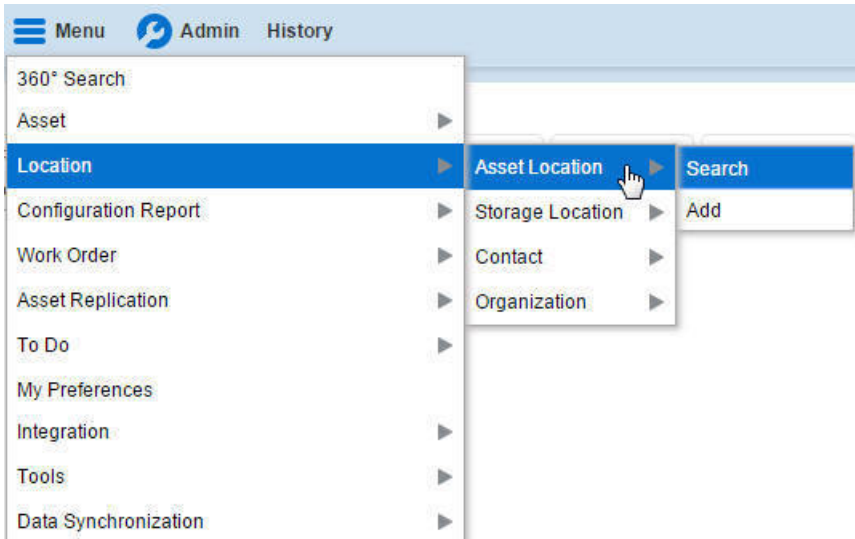 Menu Admin History
360° Search
Asset
Location
Configuration Report
Work Order
Asset Replication
To Do
My Preferences
Integration
Tools
Data Synchronization
Asset Location
Storage Location
Contact
Organization
Search
Add